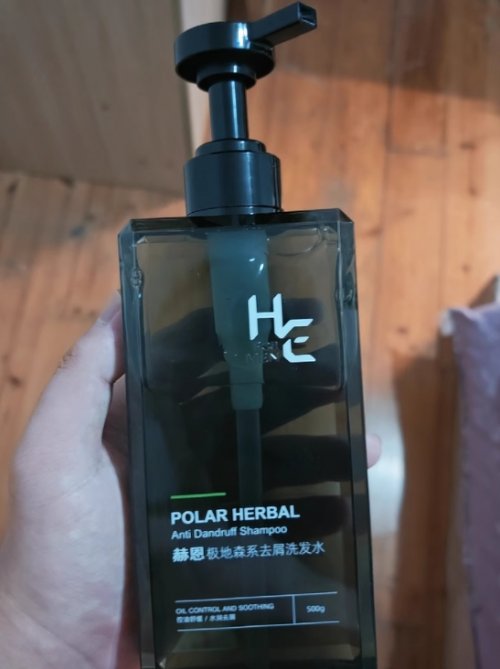 HE
POLAR HERBAL
Anti Dandruff Shampoo
赫恩 极地森系去屑洗发水
OIL CONTROL AND SOOTHING
500g
控油舒缓 / 水润去屑